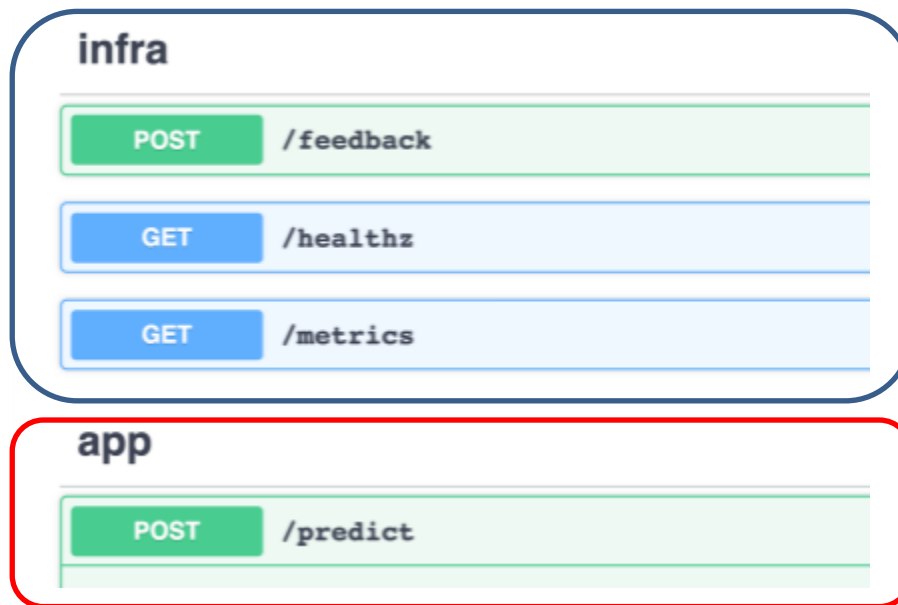 infra
POST /feedback
GET /healthz
GET /metrics
app
POST /predict